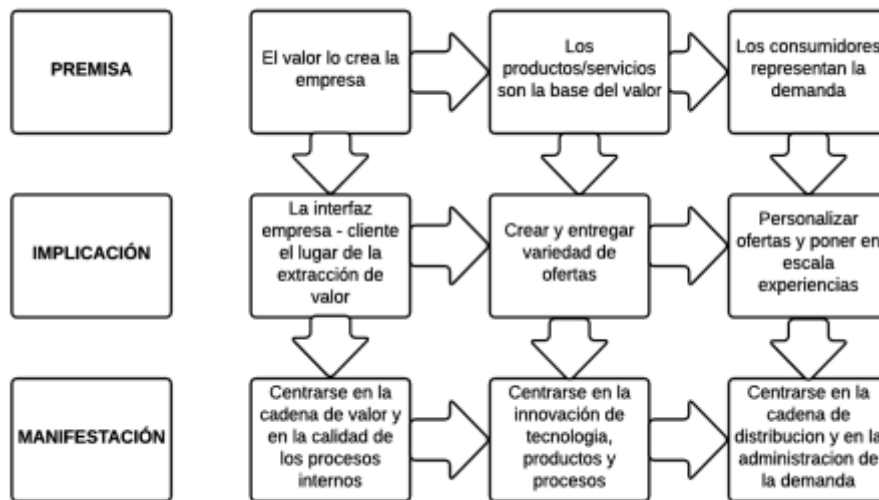 PREMISA
El valor lo crea la
empresa
Los
productos/servicios
son la base del valor
Los consumidores
representan la
demanda
IMPLICACIÓN
La interfaz
empresa - cliente
el lugar de la
extracción de
valor
Crear y entregar
variedad de
ofertas
Personalizar
ofertas y poner en
escala
experiencias
MANIFESTACIÓN
Centrarse en la
cadena de valor y
en la calidad de
los procesos
internos
Centrarse en la
innovación de
tecnologia,
productos y
procesos
Centrarse en la
cadena de
distribucion y en la
administracion de
la demanda